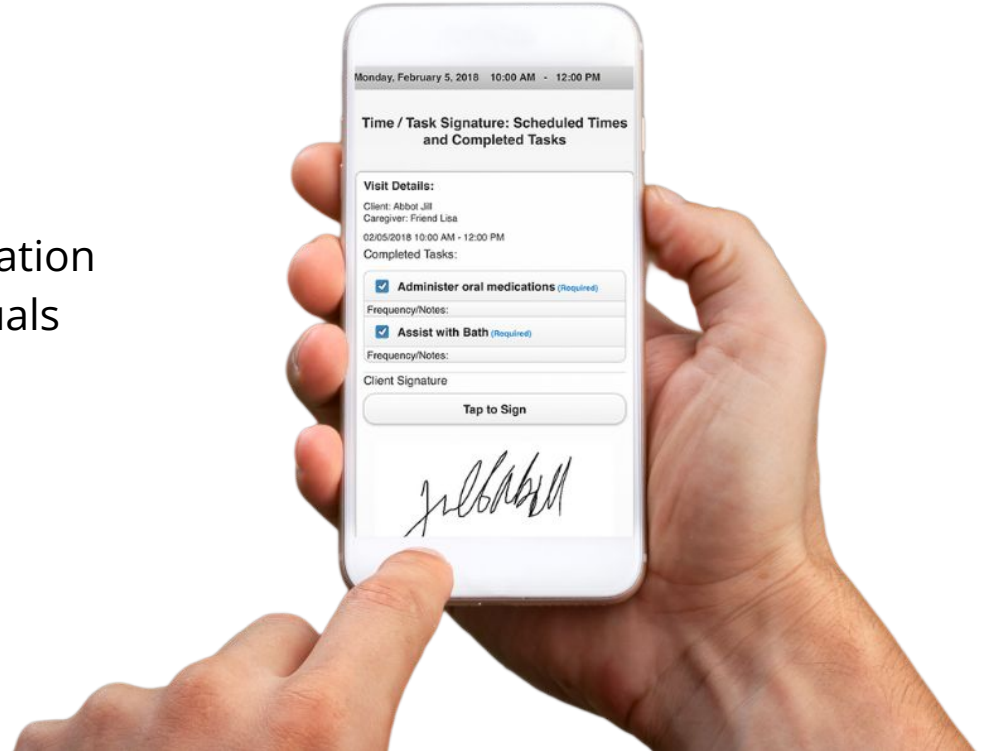 ation
uals
Monday, February 5, 2018 10:00 AM - 12:00 PM
Time / Task Signature: Scheduled Times
and Completed Tasks
Visit Details:
Client: Abbot Jill
Caregiver: Friend Lisa
02/05/2018 10:00 AM - 12:00 PM
Completed Tasks:
Administer oral medications (Required)
Frequency/Notes:
Assist with Bath (Required)
Frequency/Notes:
Client Signature
Tap to Sign